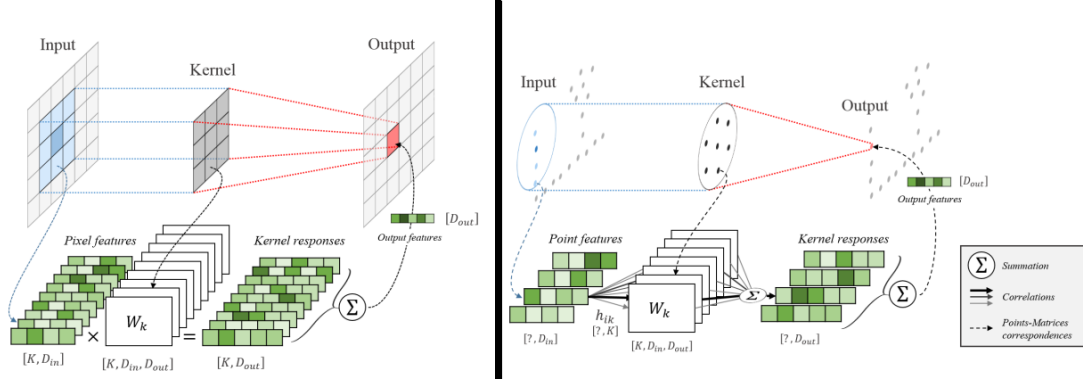 Input
Kernel
Output
[D_out]
Output features
Pixel features
Kernel responses
W_k
×
=
Σ
[K, D_in]
[K, D_in, D_out]
[K, D_out]
Input
Kernel
Output
[D_out]
Output features
Point features
Kernel responses
h_ik
[?, K]
W_k
Σ
Σ
[?, D_in]
[K, D_in, D_out]
[?, D_out]
Σ Summation
Correlations
Points-Matrices
correspondences